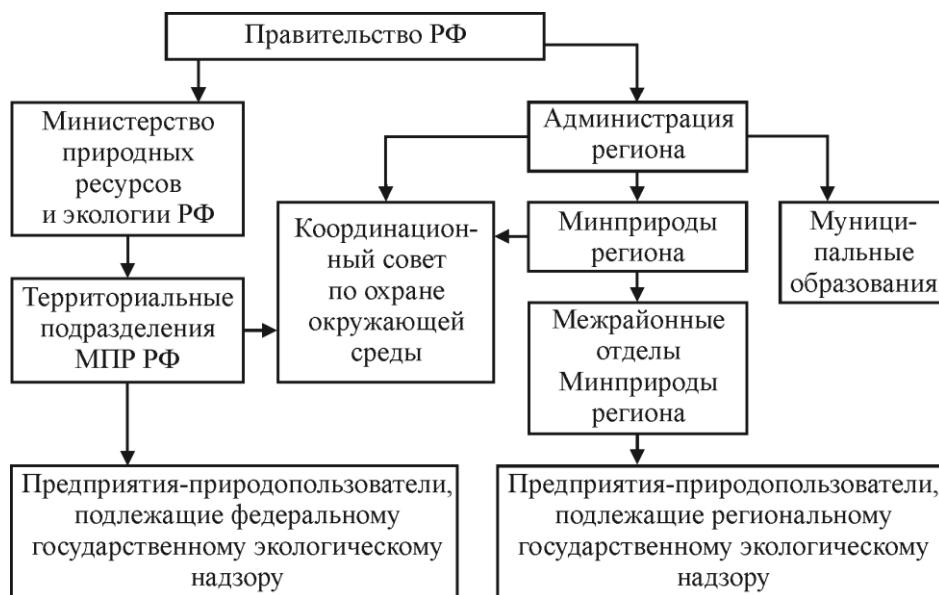 Правительство РФ
Министерство
природных
ресурсов
и экологии РФ
Администрация
региона
Координацион-
ный совет
по охране
окружающей
среды
Минприроды
региона
Муници-
пальные
образования
Территориальные
подразделения
МПР РФ
Межрайонные
отделы
Минприроды
региона
Предприятия-природопользователи,
подлежащие федеральному
государственному экологическому
надзору
Предприятия-природопользователи,
подлежащие региональному
государственному экологическому
надзору